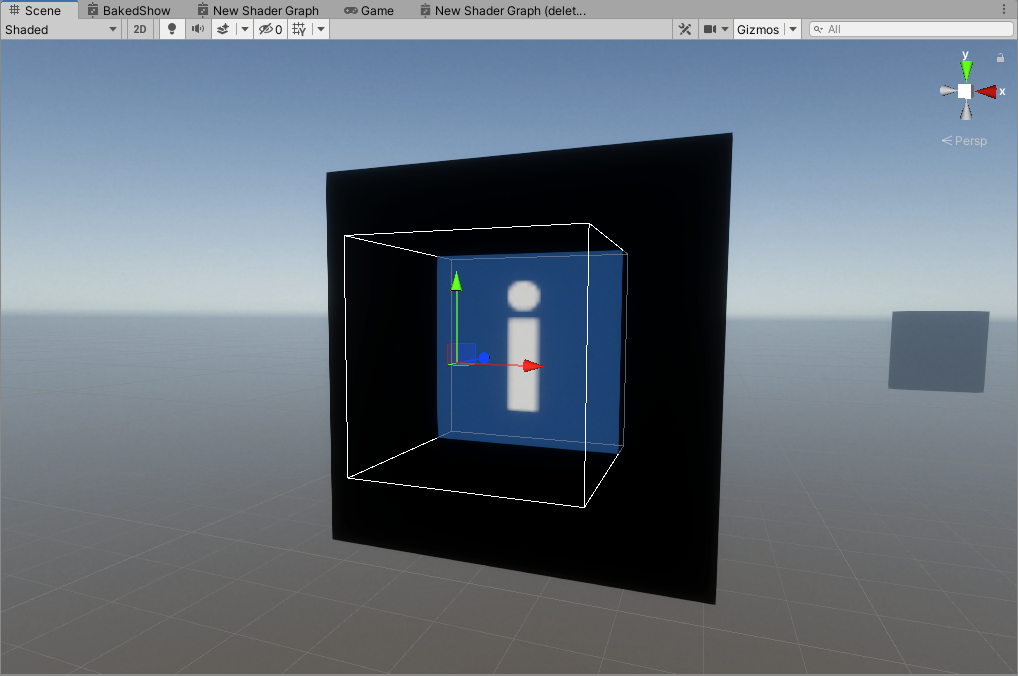 Scene BakedShow New Shader Graph Game New Shader Graph (delet...
Shaded 2D 0 Gizmos All
y
x
Persp
i